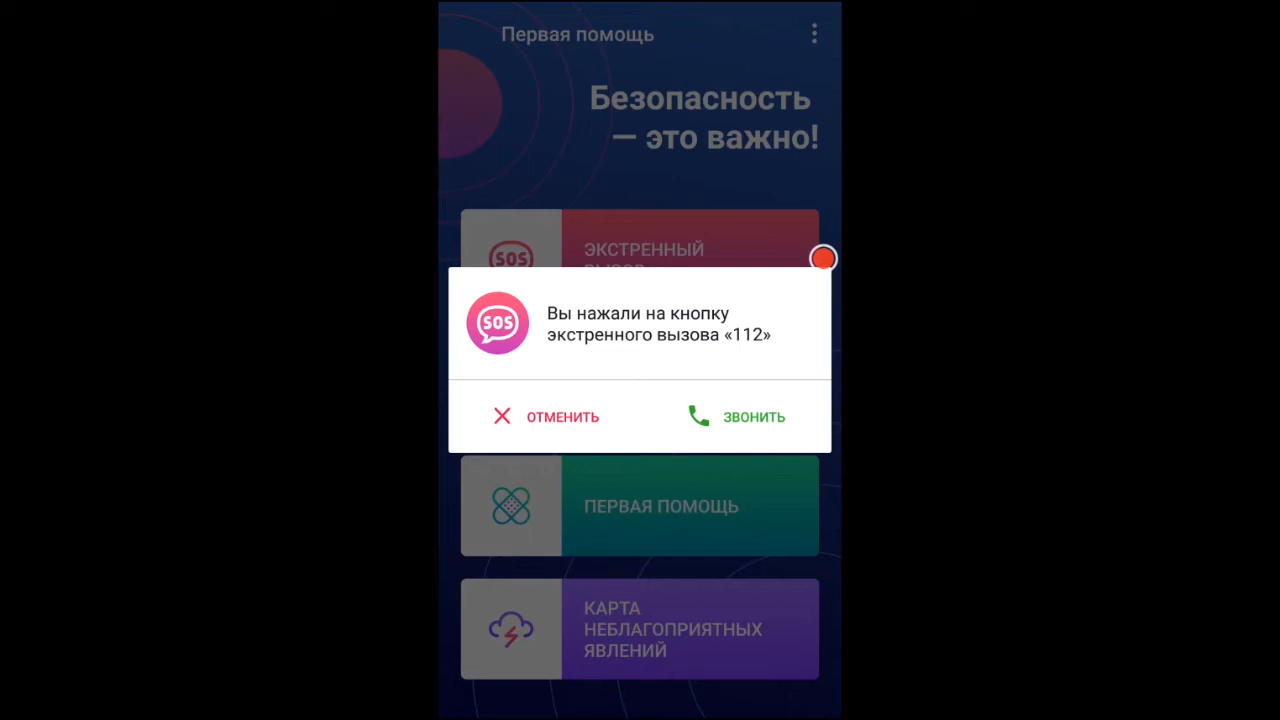 Первая помощь
Безопасность
— это важно!
SOS
ЭКСТРЕННЫЙ
ВЫЗОВ
SOS
Вы нажали на кнопку
экстренного вызова «112»
ОТМЕНИТЬ
ЗВОНИТЬ
ПЕРВАЯ ПОМОЩЬ
КАРТА
НЕБЛАГОПРИЯТНЫХ
ЯВЛЕНИЙ